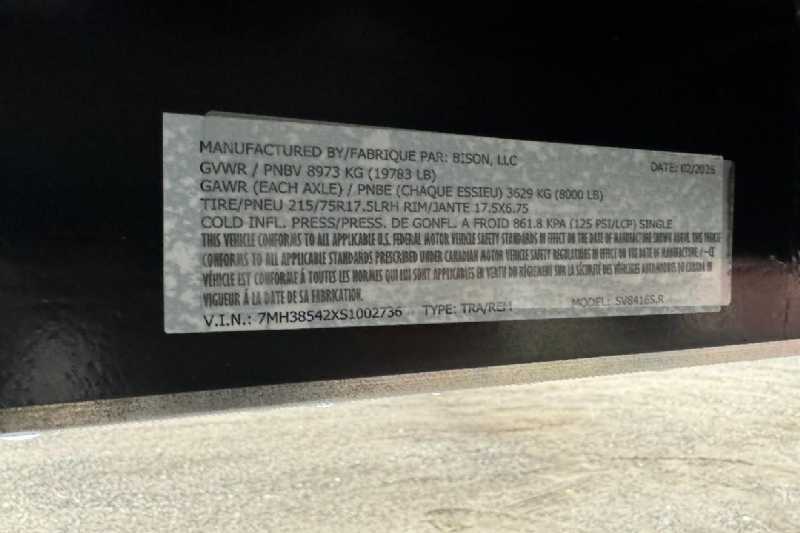 MANUFACTURED BY/FABRIQUE PAR: BISON, LLC DATE: 02/2025
GVWR / PNBV 8973 KG (19783 LB)
GAWR (EACH AXLE) / PNBE (CHAQUE ESSIEU) 3629 KG (8000 LB)
TIRE/PNEU 215/75R17.5LRH RIM/JANTE 17.5X6.75
COLD INFL. PRESS/PRESS. DE GONFL. A FROID 861.8 KPA (125 PSI/LCP) SINGLE
THIS VEHICLE CONFORMS TO ALL APPLICABLE U.S. FEDERAL MOTOR VEHICLE SAFETY STANDARDS IN EFFECT ON THE DATE OF MANUFACTURE SHOWN ABOVE. THIS VEHICLE
CONFORMS TO ALL APPLICABLE STANDARDS PRESCRIBED UNDER CANADIAN MOTOR VEHICLE SAFETY REGULATIONS IN EFFECT ON THE DATE OF MANUFACTURE / - CE
VÉHICLE EST CONFORME À TOUTES LES NORMES QUI LUI SONT APPLICABLES EN VERTU DU RÈGLEMENT SUR LA SÉCURITÉ DES VÉHICULES AUTOMOBILES DU CANADA EN
VIGUEUR À LA DATE DE SA FABRICATION.
V.I.N.: 7MH38542XS1002736 TYPE: TRA/REM MODEL: SV8416S.R